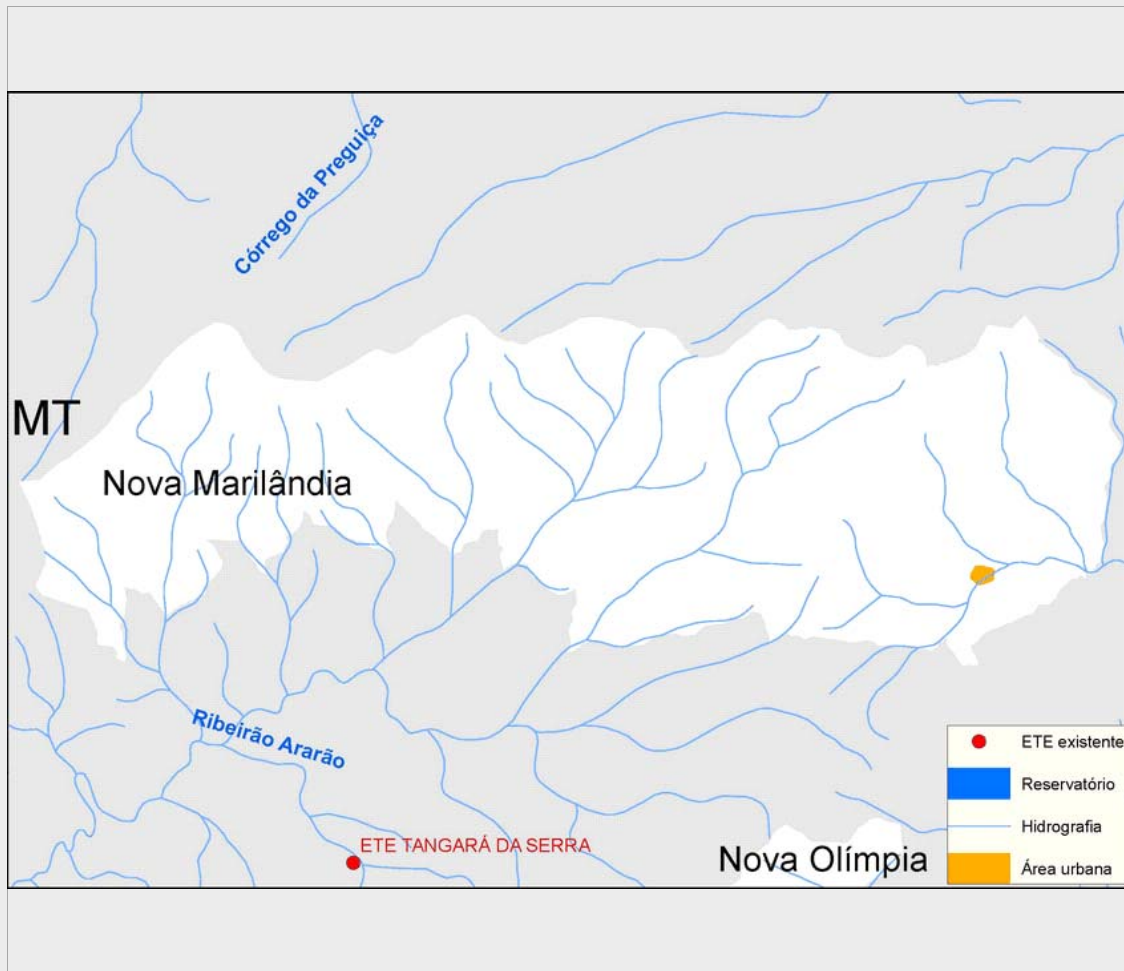 Córrego da Preguiça
MT
Nova Marilândia
Ribeirão Ararão
ETE TANGARÁ DA SERRA
Nova Olímpia
ETE existente
Reservatório
Hidrografia
Área urbana